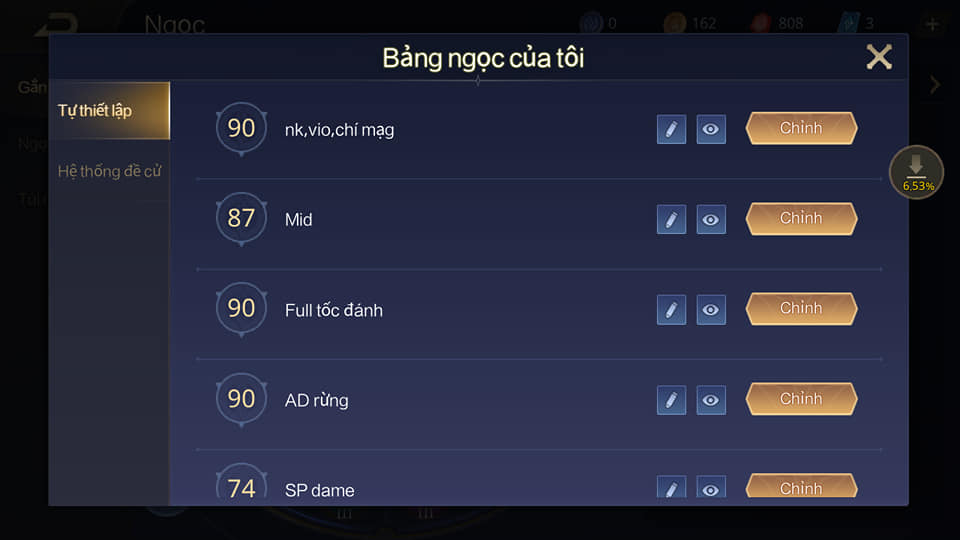 Ngọc
0 162 808 3
Bảng ngọc của tôi
Gắn
Tự thiết lập
Hệ thống đề cử
90 nk,vio,chí mạg Chỉnh
6,53%
87 Mid Chỉnh
90 Full tốc đánh Chỉnh
90 AD rừng Chỉnh
74 SP dame Chỉnh
III III